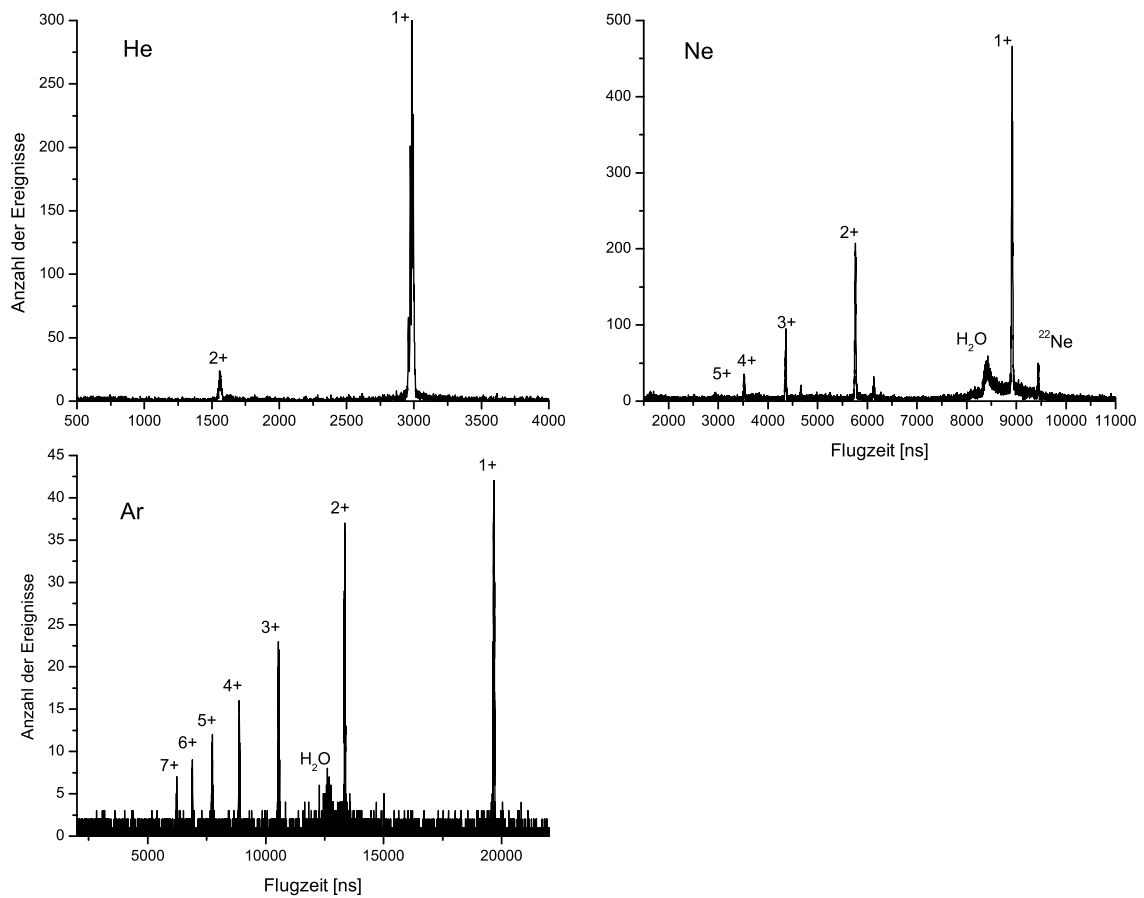 He
1+
2+
Anzahl der Ereignisse
300
250
200
150
100
50
0
500 1000 1500 2000 2500 3000 3500 4000
Ne
1+
2+
3+
4+
5+
H2O
22Ne
500
400
300
200
100
0
2000 3000 4000 5000 6000 7000 8000 9000 10000 11000
Flugzeit [ns]
Ar
1+
2+
3+
4+
5+
6+
7+
H2O
Anzahl der Ereignisse
45
40
35
30
25
20
15
10
5
0
5000 10000 15000 20000
Flugzeit [ns]